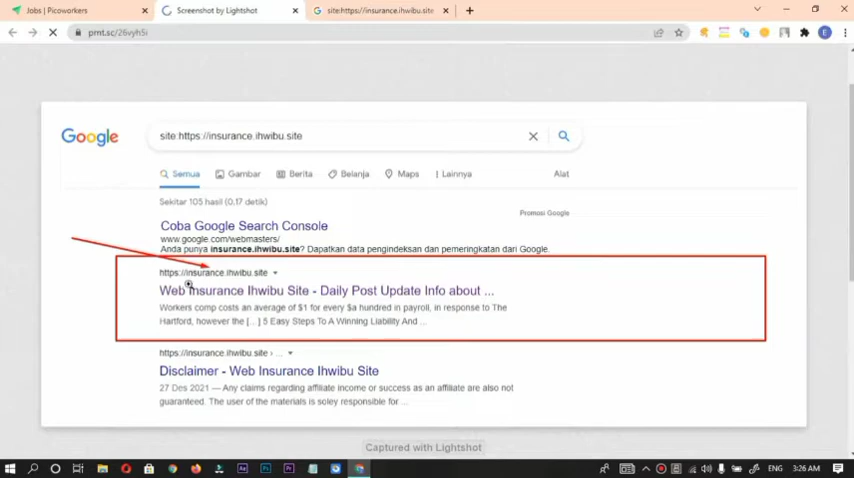 Jobs | Picoworkers
Screenshot by Lightshot
site:https://insurance.ihwibu.site
prnt.sc/26vyh5i
E
Google
site:https://insurance.ihwibu.site
Semua
Gambar
Berita
Belanja
Maps
Lainnya
Alat
Sekitar 105 hasil (0,17 detik)
Promosi Google
Coba Google Search Console
www.google.com/webmasters/
Anda punya insurance.ihwibu.site? Dapatkan data pengindeksan dan pemeringkatan dari Google.
https://insurance.ihwibu.site
Web Insurance Ihwibu Site - Daily Post Update Info about ...
Workers comp costs an average of $1 for every $a hundred in payroll, in response to The
Hartford, however the [...] 5 Easy Steps To A Winning Liability And ...
https://insurance.ihwibu.site › ...
Disclaimer - Web Insurance Ihwibu Site
27 Des 2021 — Any claims regarding affiliate income or success as an affiliate are also not
guaranteed. The user of the materials is soley responsible for ...
Captured with Lightshot
Ae
Ps
Pr
ENG
3:26 AM